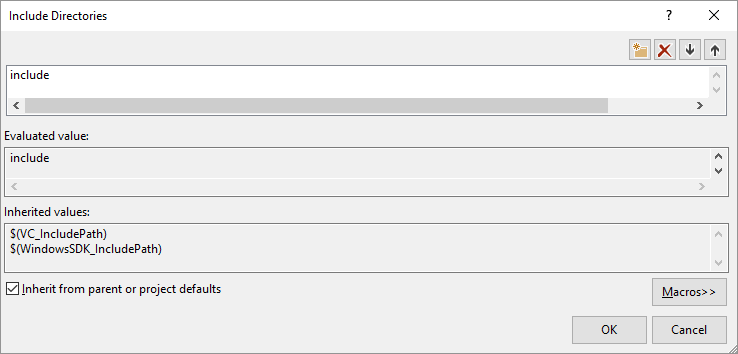 Include Directories
?
include
Evaluated value:
include
Inherited values:
$(VC_IncludePath)
$(WindowsSDK_IncludePath)
Inherit from parent or project defaults
Macros>>
OK
Cancel